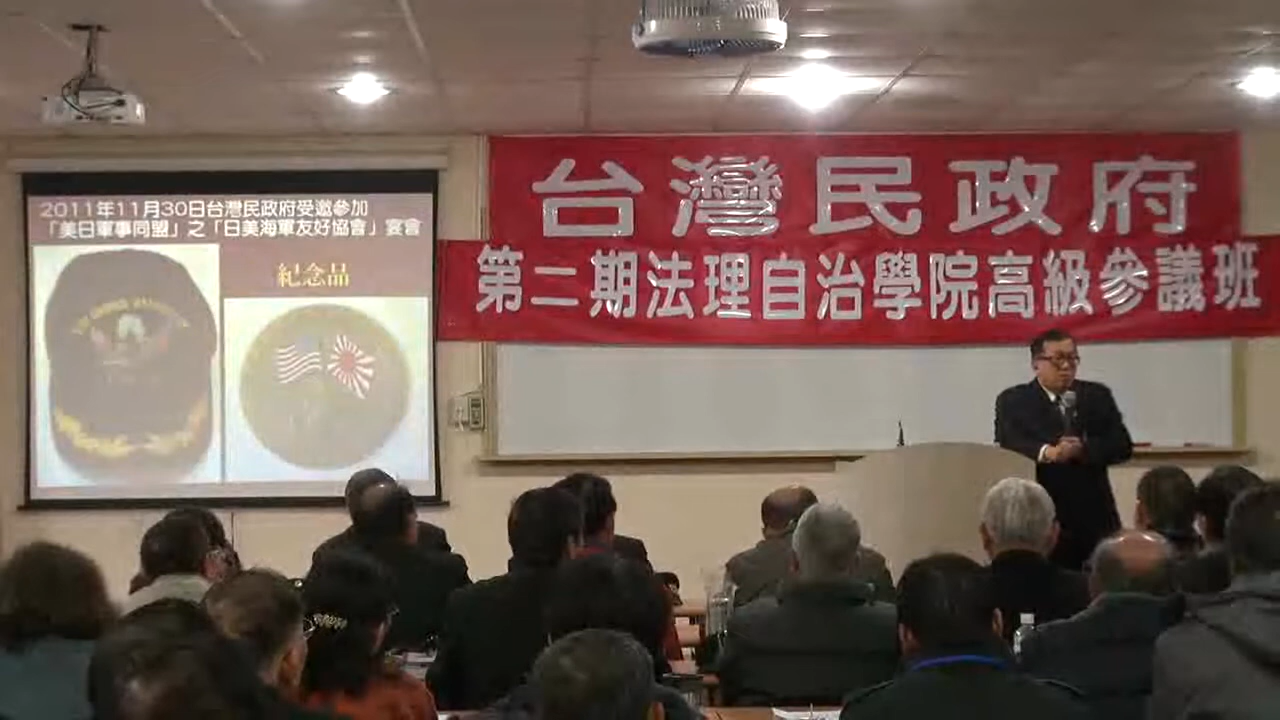 2011年11月30日台灣民政府受邀參加
「美日軍事同盟」之「日美海軍友好協會」宴會
紀念品
台灣民政府
第二期法理自治學院高級參議班